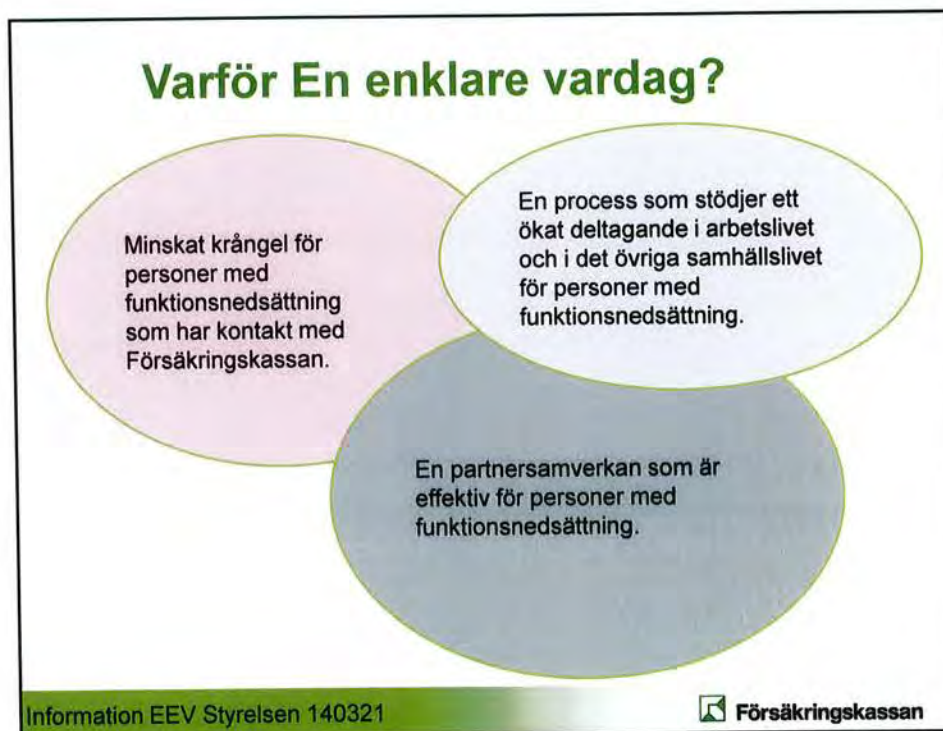 Varför En enklare vardag?
Minskat krångel för
personer med
funktionsnedsättning
som har kontakt med
Försäkringskassan.
En process som stödjer ett
ökat deltagande i arbetslivet
och i det övriga samhällslivet
för personer med
funktionsnedsättning.
En partnersamverkan som är
effektiv för personer med
funktionsnedsättning.
Information EEV Styrelsen 140321
Försäkringskassan